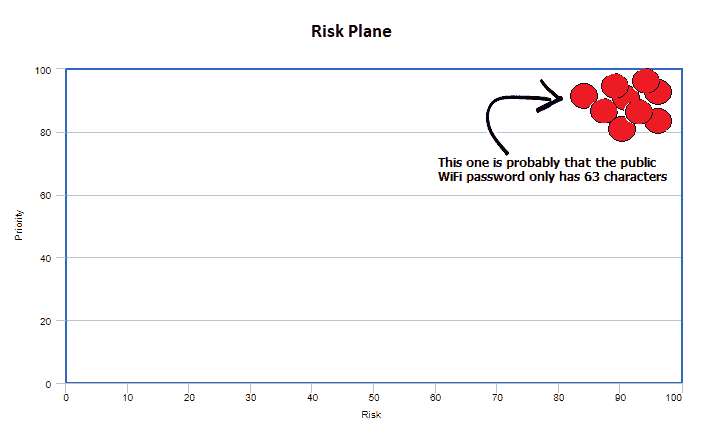 Risk Plane
100
80
60
40
20
0
Priority
This one is probably that the public
WiFi password only has 63 characters
0 10 20 30 40 50 60 70 80 90 100
Risk